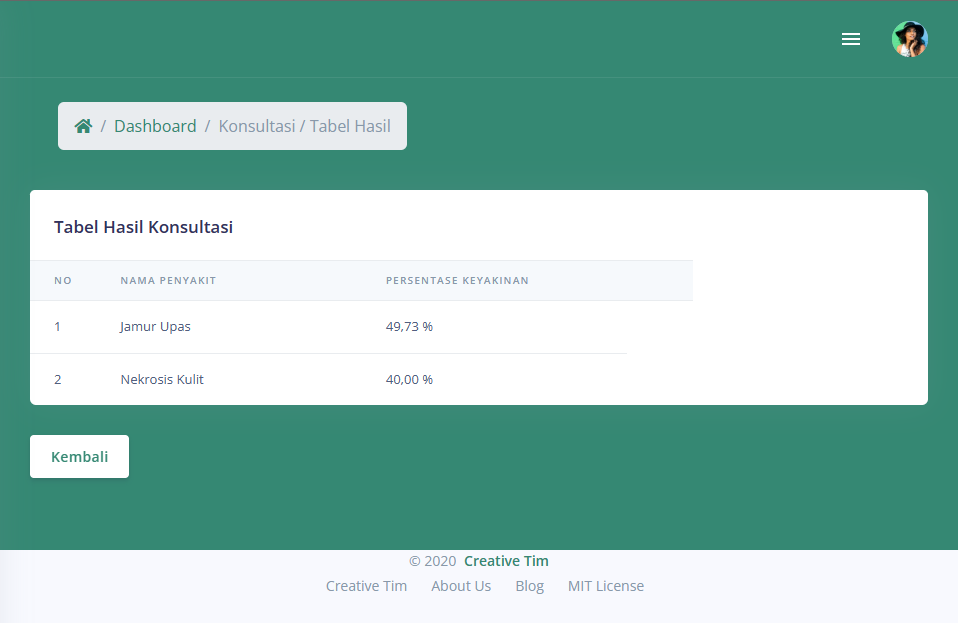 / Dashboard / Konsultasi / Tabel Hasil
Tabel Hasil Konsultasi
NO NAMA PENYAKIT PERSENTASE KEYAKINAN
1 Jamur Upas 49,73 %
2 Nekrosis Kulit 40,00 %
Kembali
© 2020 Creative Tim
Creative Tim About Us Blog MIT License